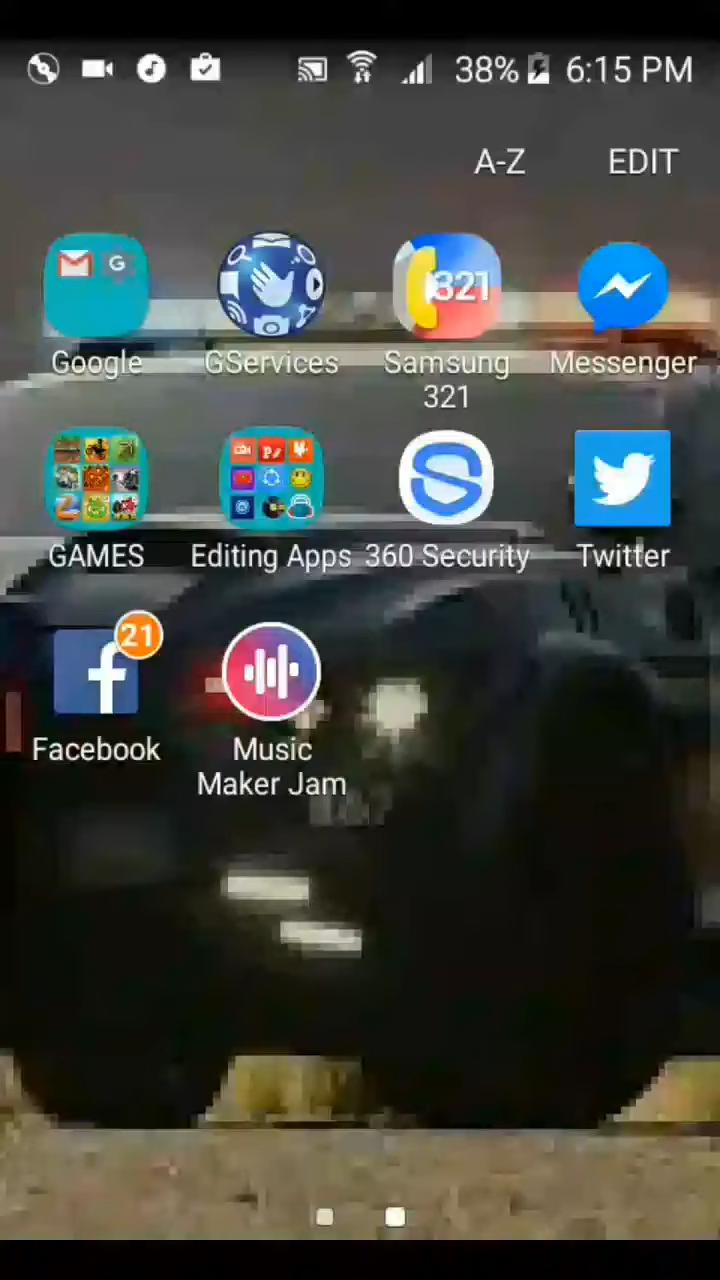 38% 6:15 PM
A-Z EDIT
321
Google GServices Samsung 321 Messenger
GAMES Editing Apps 360 Security Twitter
21
Facebook Music Maker Jam